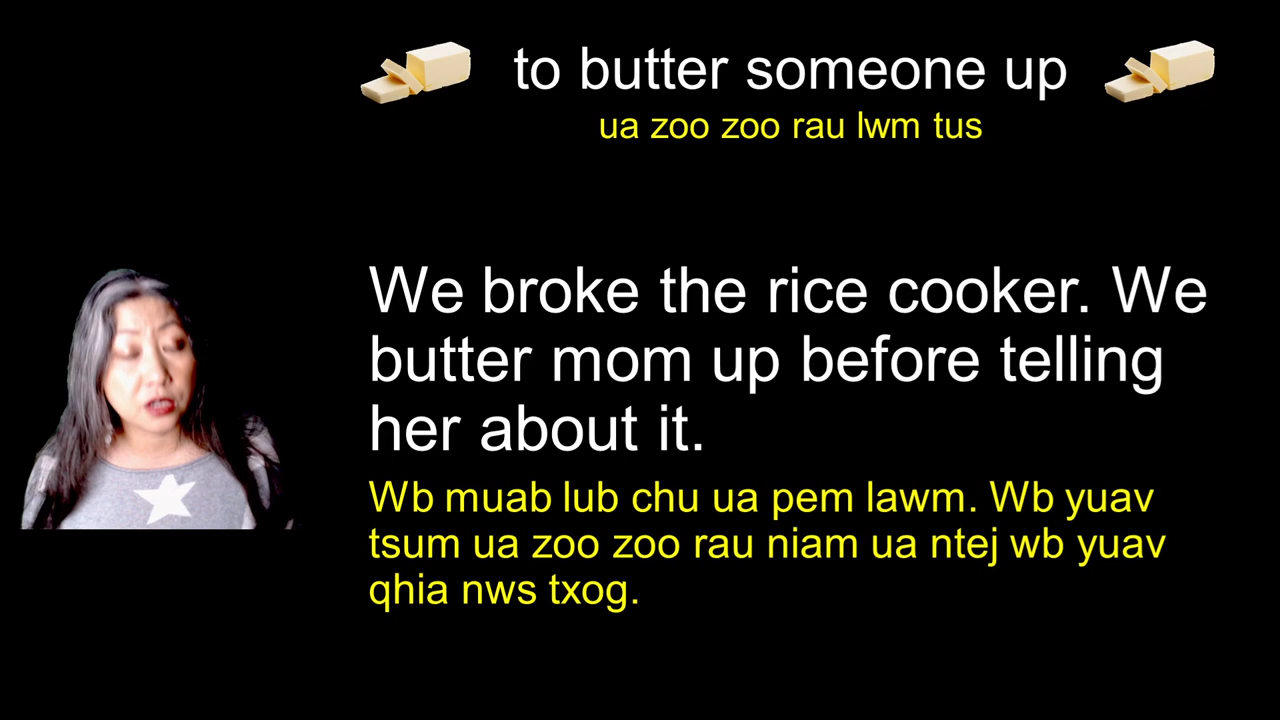 to butter someone up
ua zoo zoo rau lwm tus
We broke the rice cooker. We
butter mom up before telling
her about it.
Wb muab lub chu ua pem lawm. Wb yuav
tsum ua zoo zoo rau niam ua ntej wb yuav
qhia nws txog.